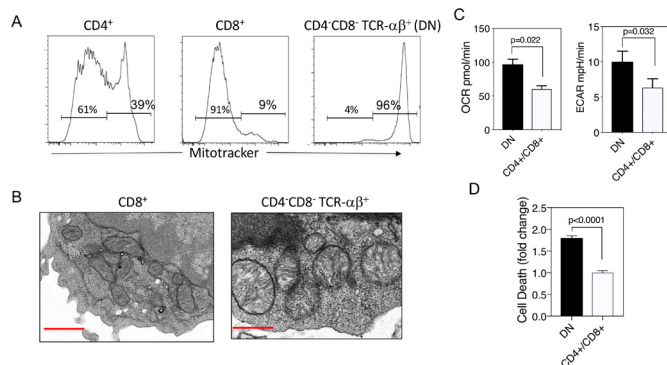 A
CD4⁺
CD8⁺
CD4⁻CD8⁻ TCR-αβ⁺ (DN)
61%
39%
91%
9%
4%
96%
Mitotracker
B
CD8⁺
CD4⁻CD8⁻ TCR-αβ⁺
C
OCR pmol/min
150
100
50
0
p=0.022
DN
CD4+/CD8+
ECAR mpH/min
15
10
5
0
p=0.032
DN
CD4+/CD8+
D
Cell Death (fold change)
2.5
2.0
1.5
1.0
0.5
0.0
p<0.0001
DN
CD4+/CD8+